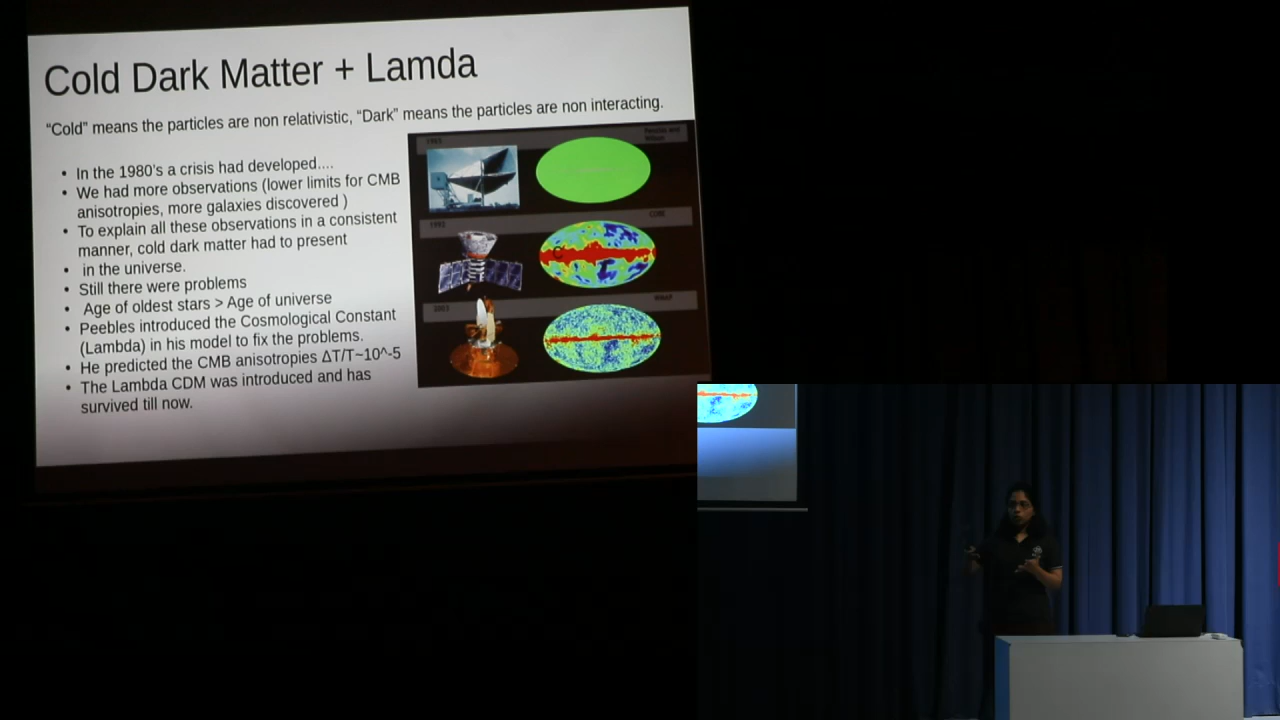 Cold Dark Matter + Lamda
“Cold” means the particles are non relativistic, “Dark” means the particles are non interacting.
• In the 1980's a crisis had developed....
• We had more observations (lower limits for CMB
anisotropies, more galaxies discovered )
• To explain all these observations in a consistent
manner, cold dark matter had to present
• in the universe.
• Still there were problems
• Age of oldest stars > Age of universe
• Peebles introduced the Cosmological Constant
(Lambda) in his model to fix the problems.
• He predicted the CMB anisotropies ΔT/T~10^-5
• The Lambda CDM was introduced and has
survived till now.
Penzias and
Wilson
1992
COBE
2003
WMAP